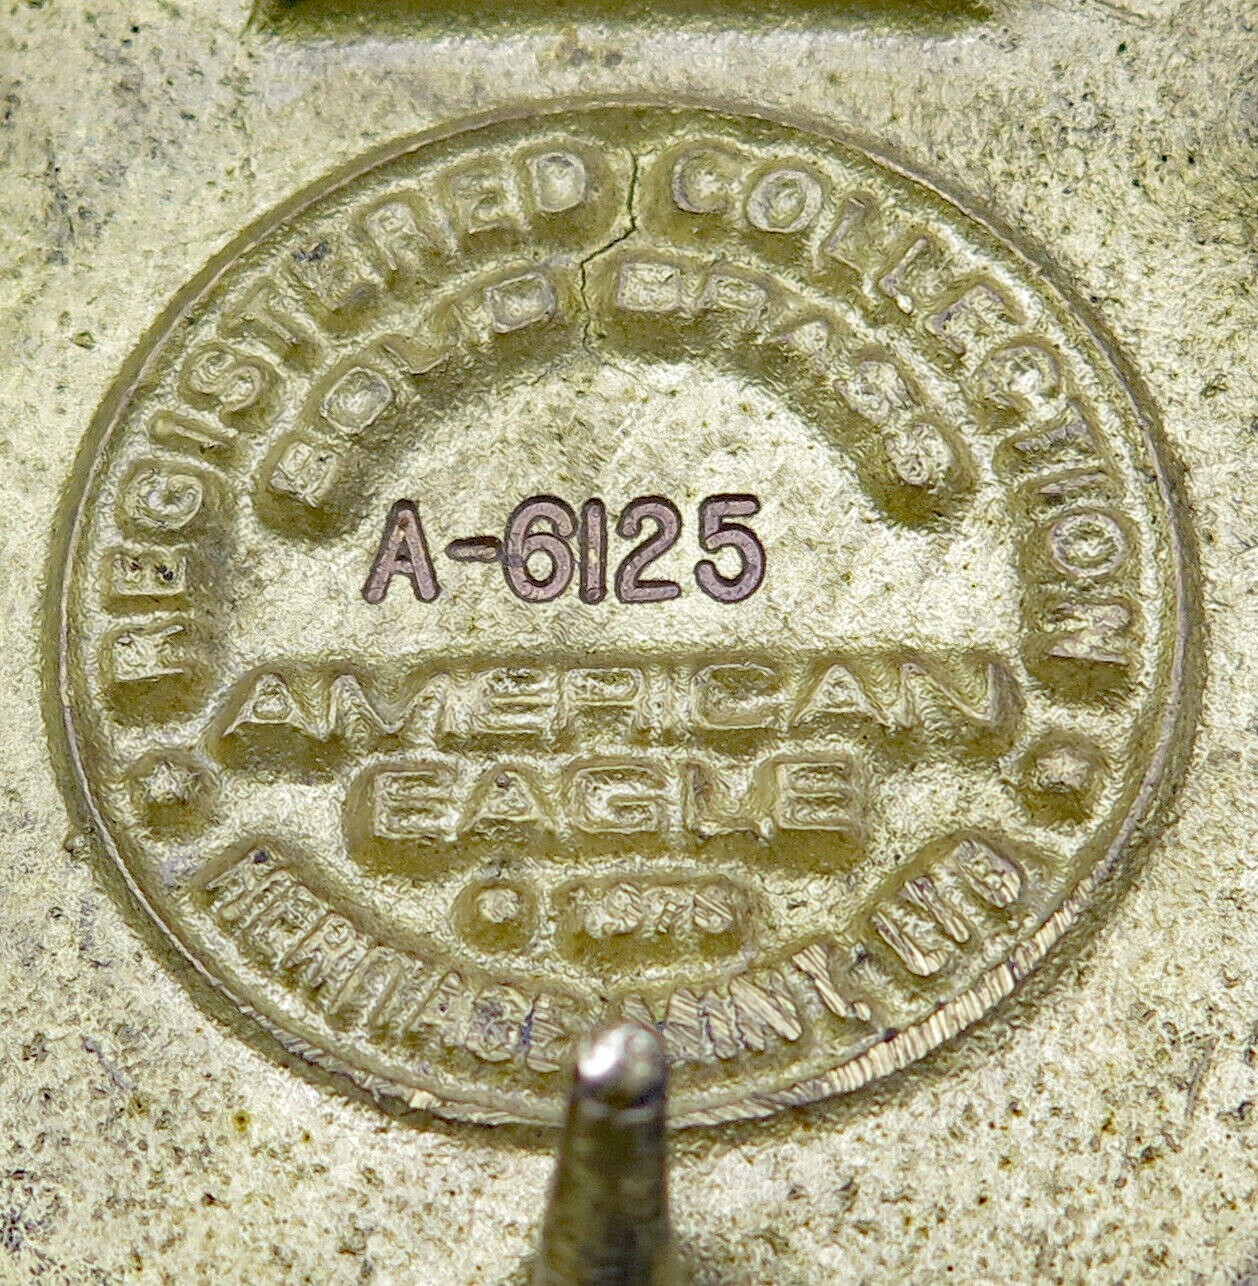 REGISTERED COLLECTION
SOLID BRASS
A-6125
AMERICAN
EAGLE
© 1978
HERITAGE MINT, LTD.